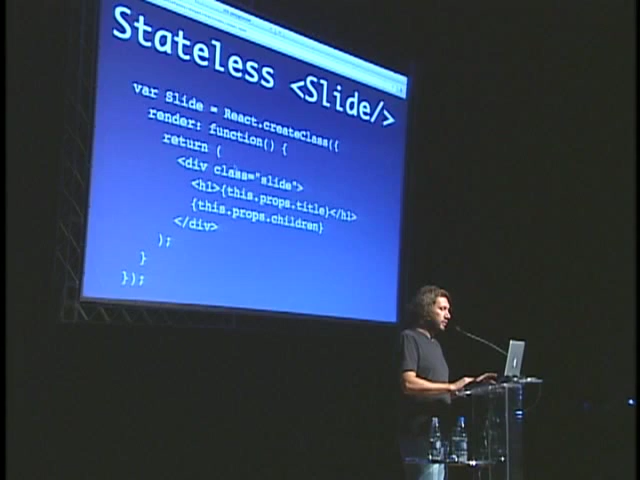 Stateless <Slide/>
var Slide = React.createClass({
render: function() {
return (
<div class="slide">
<h1>{this.props.title}</h1>
{this.props.children}
</div>
);
}
});